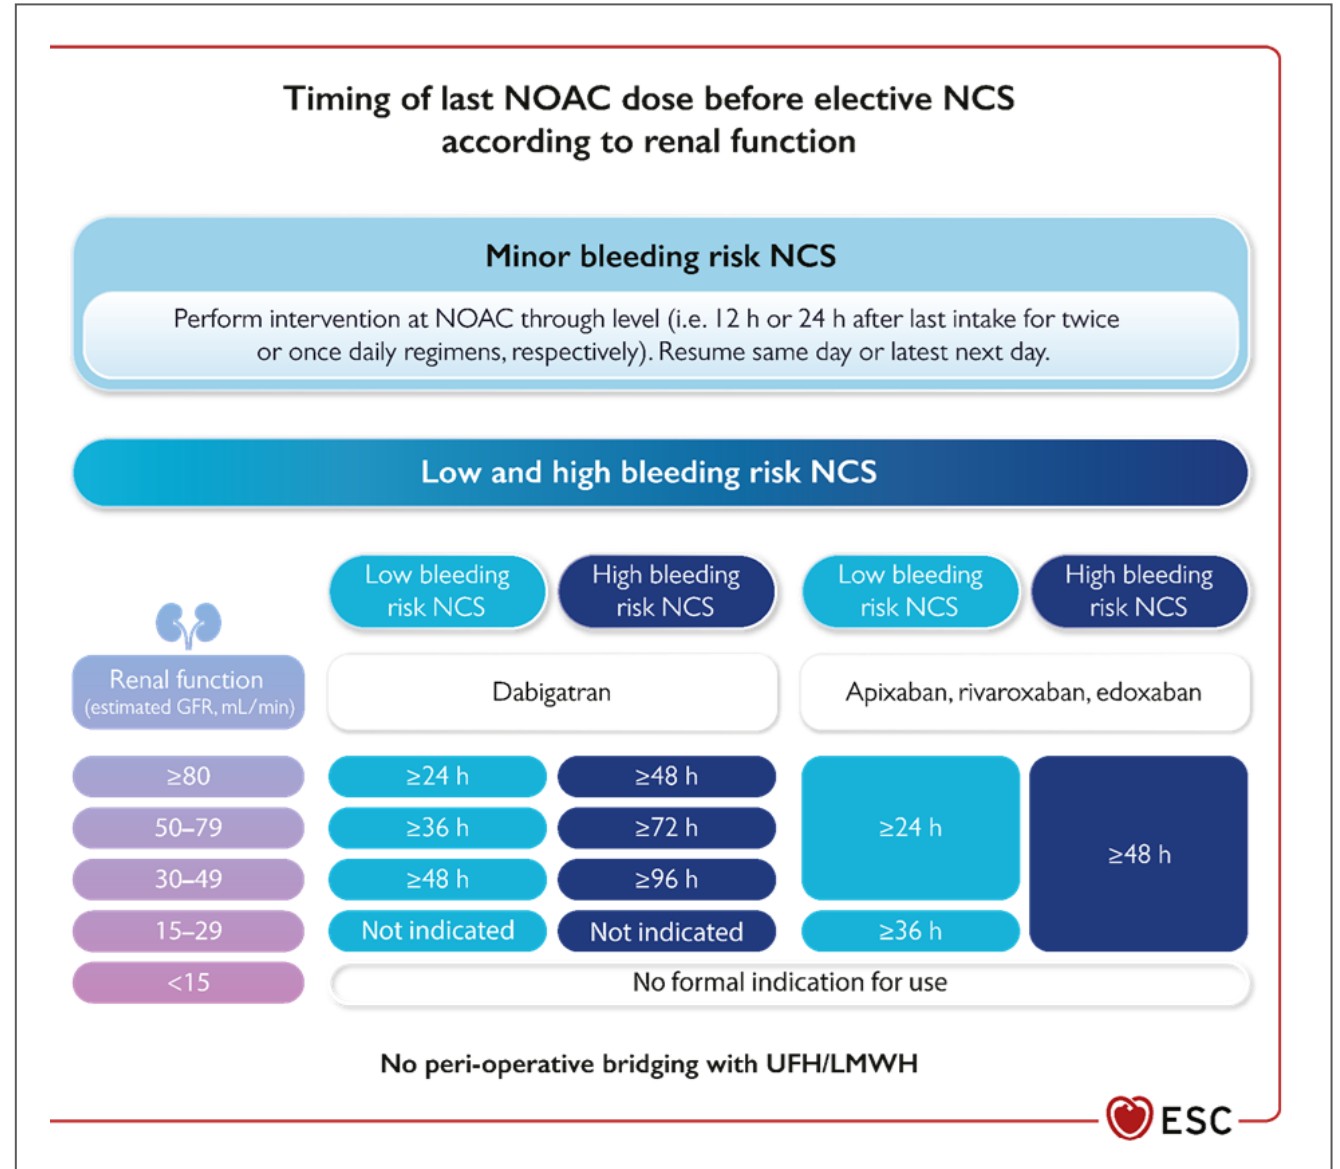 Timing of last NOAC dose before elective NCS
according to renal function
Minor bleeding risk NCS
Perform intervention at NOAC through level (i.e. 12 h or 24 h after last intake for twice
or once daily regimens, respectively). Resume same day or latest next day.
Low and high bleeding risk NCS
Low bleeding
risk NCS
High bleeding
risk NCS
Low bleeding
risk NCS
High bleeding
risk NCS
Renal function
(estimated GFR, mL/min)
Dabigatran
Apixaban, rivaroxaban, edoxaban
≥80
≥24 h
≥48 h
50–79
≥36 h
≥72 h
≥24 h
≥48 h
30–49
≥48 h
≥96 h
15–29
Not indicated
Not indicated
≥36 h
<15
No formal indication for use
No peri-operative bridging with UFH/LMWH
ESC